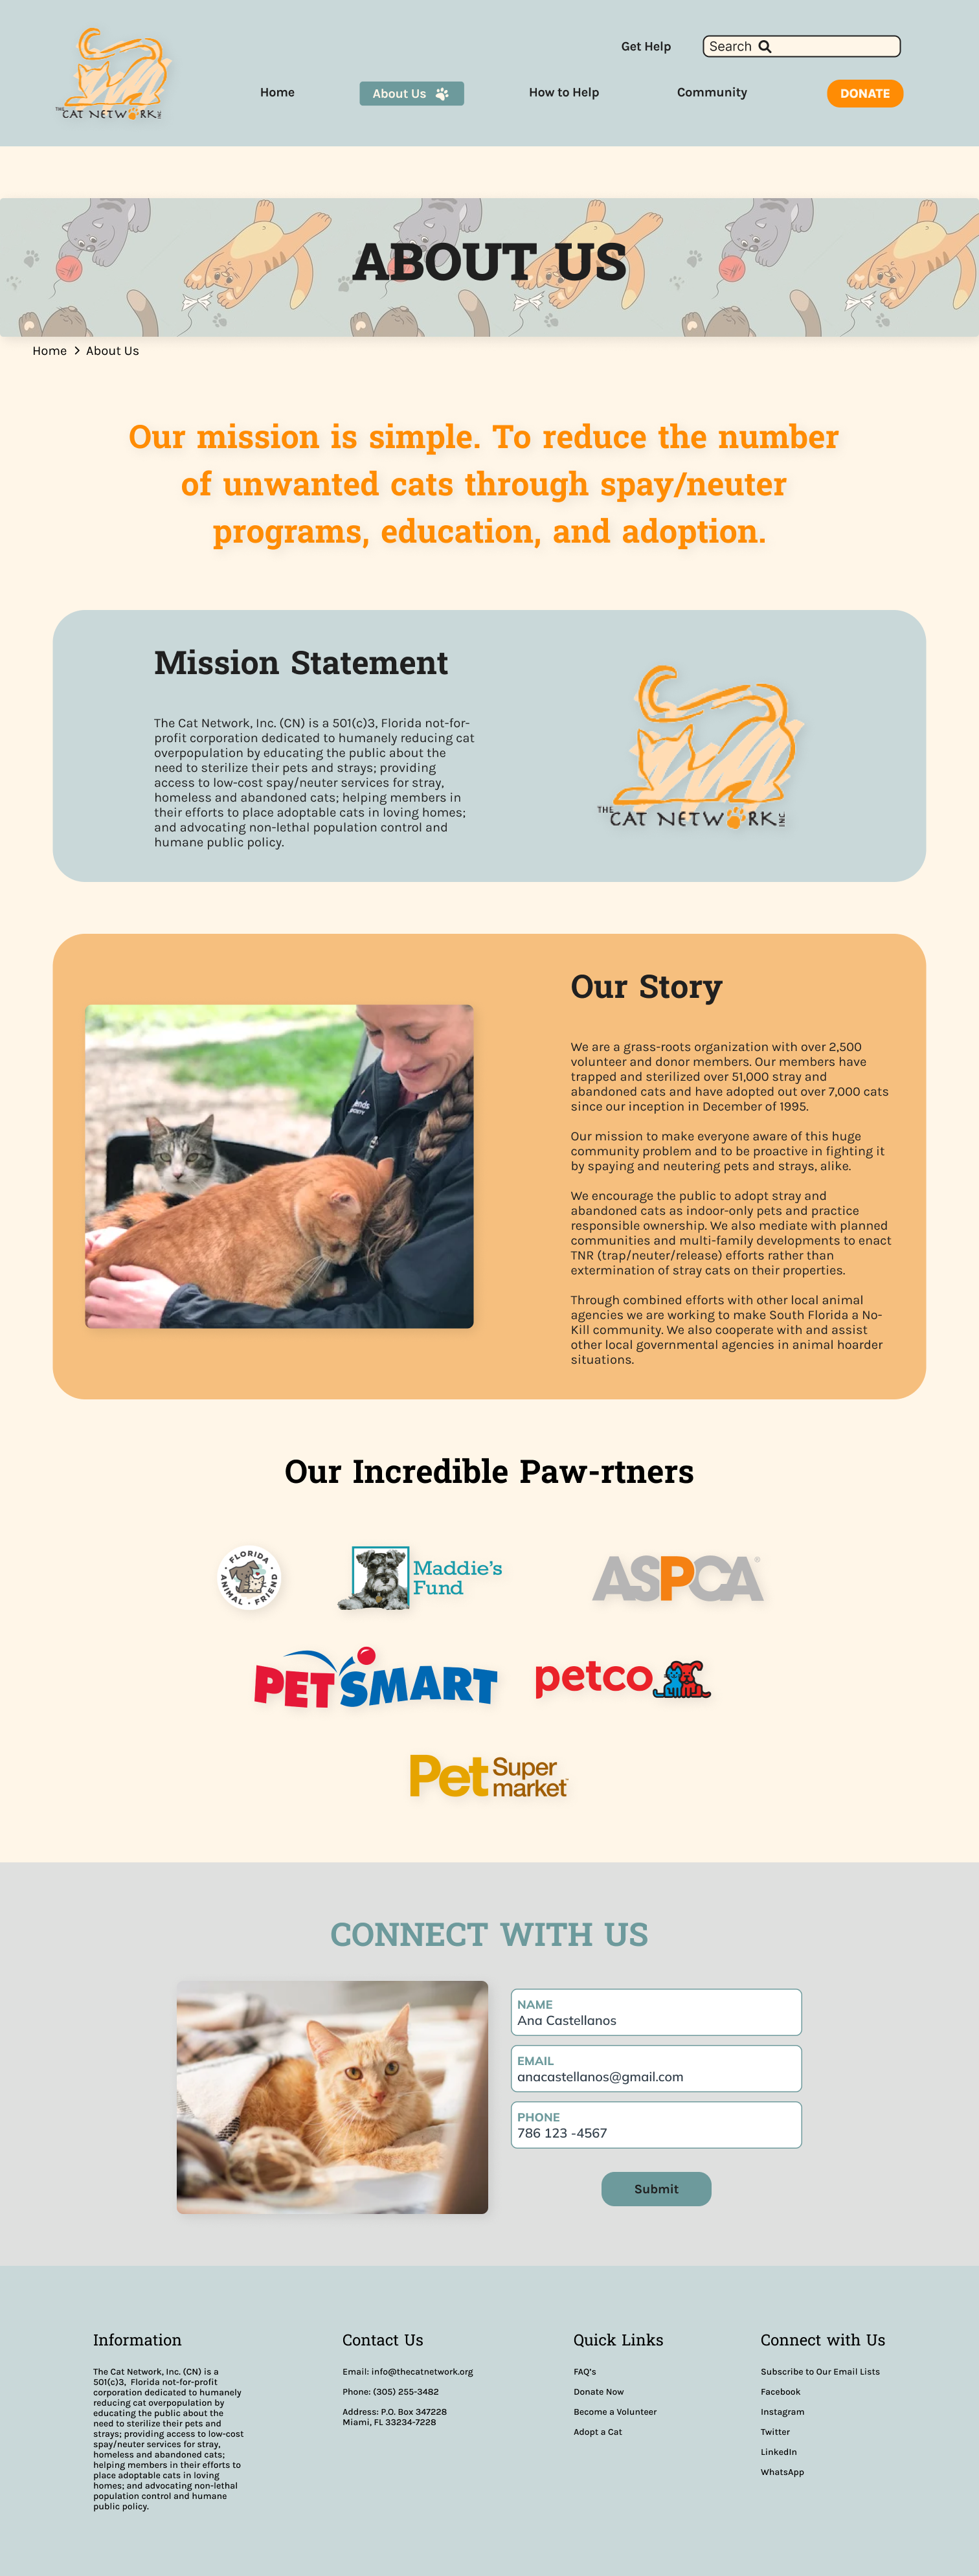 THE
CAT NETWORK INC
Get Help
Search
Home
About Us
How to Help
Community
DONATE
ABOUT US
Home > About Us
Our mission is simple. To reduce the number
of unwanted cats through spay/neuter
programs, education, and adoption.
Mission Statement
The Cat Network, Inc. (CN) is a 501(c)3, Florida not-for-
profit corporation dedicated to humanely reducing cat
overpopulation by educating the public about the
need to sterilize their pets and strays; providing
access to low-cost spay/neuter services for stray,
homeless and abandoned cats; helping members in
their efforts to place adoptable cats in loving homes;
and advocating non-lethal population control and
humane public policy.
THE
CAT NETWORK INC
Our Story
We are a grass-roots organization with over 2,500
volunteer and donor members. Our members have
trapped and sterilized over 51,000 stray and
abandoned cats and have adopted out over 7,000 cats
since our inception in December of 1995.
Our mission to make everyone aware of this huge
community problem and to be proactive in fighting it
by spaying and neutering pets and strays, alike.
We encourage the public to adopt stray and
abandoned cats as indoor-only pets and practice
responsible ownership. We also mediate with planned
communities and multi-family developments to enact
TNR (trap/neuter/release) efforts rather than
extermination of stray cats on their properties.
Through combined efforts with other local animal
agencies we are working to make South Florida a No-
Kill community. We also cooperate with and assist
other local governmental agencies in animal hoarder
situations.
Our Incredible Paw-rtners
FLORIDA
ANIMAL · FRIEND
Maddie's
Fund
ASPCA®
PETSMART
petco
Pet Super
market
CONNECT WITH US
NAME
Ana Castellanos
EMAIL
anacastellanos@gmail.com
PHONE
786 123 -4567
Submit
Information
The Cat Network, Inc. (CN) is a
501(c)3, Florida not-for-profit
corporation dedicated to humanely
reducing cat overpopulation by
educating the public about the
need to sterilize their pets and
strays; providing access to low-cost
spay/neuter services for stray,
homeless and abandoned cats;
helping members in their efforts to
place adoptable cats in loving
homes; and advocating non-lethal
population control and humane
public policy.
Contact Us
Email: info@thecatnetwork.org
Phone: (305) 255-3482
Address: P.O. Box 347228
Miami, FL 33234-7228
Quick Links
FAQ's
Donate Now
Become a Volunteer
Adopt a Cat
Connect with Us
Subscribe to Our Email Lists
Facebook
Instagram
Twitter
LinkedIn
WhatsApp